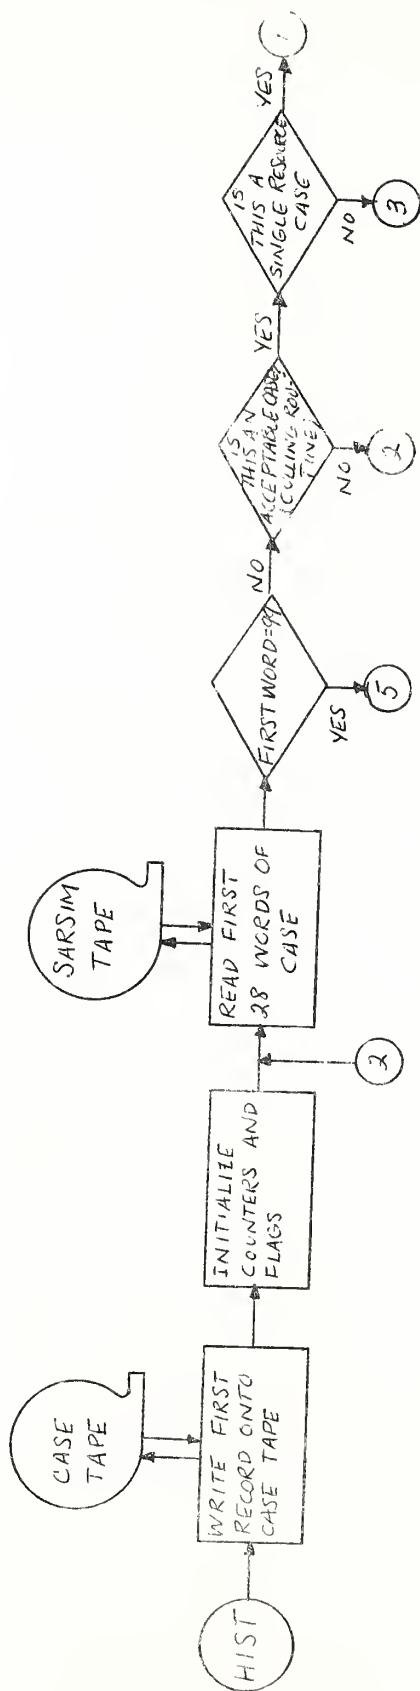 HIST
CASE
TAPE
WRITE FIRST
RECORD ONTO
CASE TAPE
INITIALIZE
COUNTERS AND
FLAGS
2
SARSIM
TAPE
READ FIRST
28 WORDS OF
CASE
FIRST WORD=99
YES
5
NO
IS
THIS AN
ACCEPTABLE CASE
(CULLING ROU-
TINE)
NO
2
YES
IS
THIS A
SINGLE RESOURCE
CASE
NO
3
YES
1